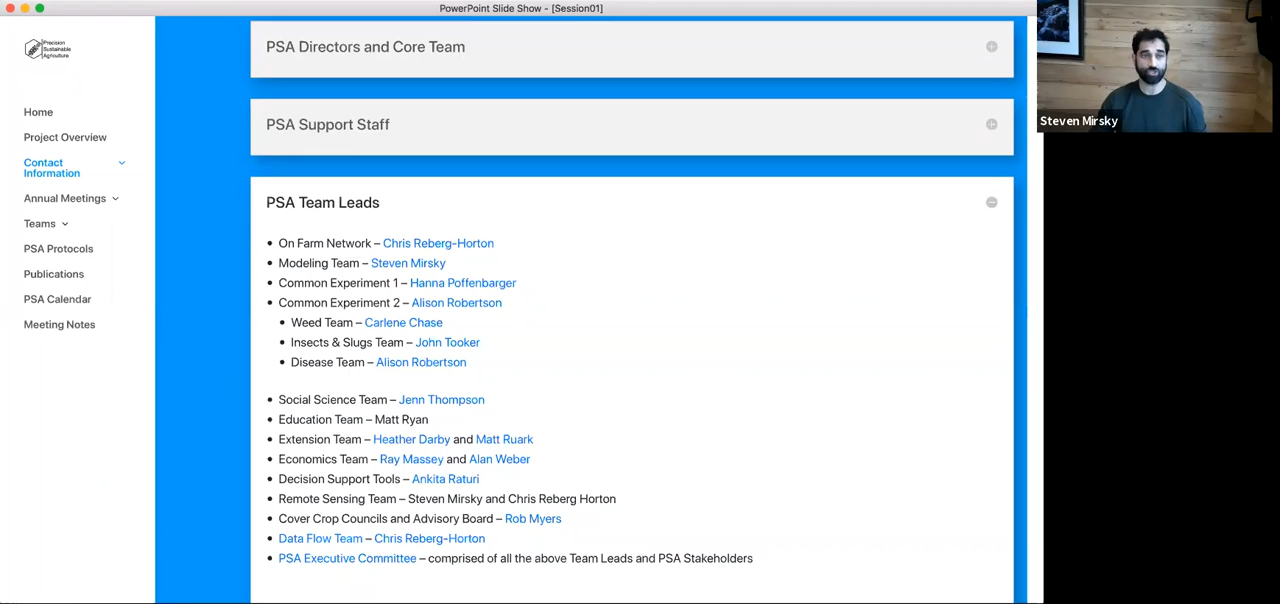 PowerPoint Slide Show - [Session01]
Precision
Sustainable
Agriculture
Home
Project Overview
Contact
Information
Annual Meetings
Teams
PSA Protocols
Publications
PSA Calendar
Meeting Notes
PSA Directors and Core Team
PSA Support Staff
PSA Team Leads
On Farm Network – Chris Reberg-Horton
Modeling Team – Steven Mirsky
Common Experiment 1 – Hanna Poffenbarger
Common Experiment 2 – Alison Robertson
Weed Team – Carlene Chase
Insects & Slugs Team – John Tooker
Disease Team – Alison Robertson
Social Science Team – Jenn Thompson
Education Team – Matt Ryan
Extension Team – Heather Darby and Matt Ruark
Economics Team – Ray Massey and Alan Weber
Decision Support Tools – Ankita Raturi
Remote Sensing Team – Steven Mirsky and Chris Reberg Horton
Cover Crop Councils and Advisory Board – Rob Myers
Data Flow Team – Chris Reberg-Horton
PSA Executive Committee – comprised of all the above Team Leads and PSA Stakeholders
Steven Mirsky